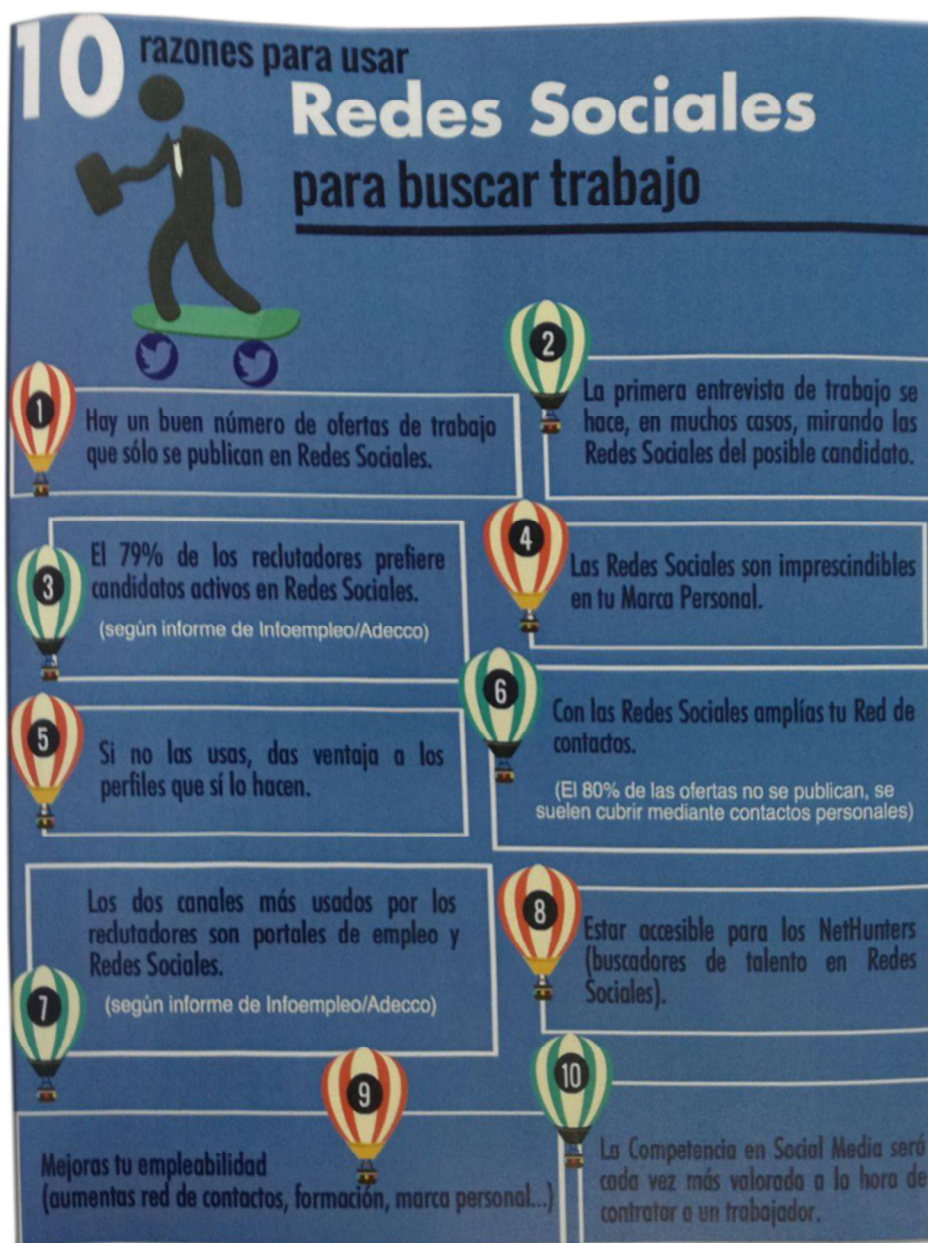 10 razones para usar
Redes Sociales
para buscar trabajo
1
Hay un buen número de ofertas de trabajo
que sólo se publican en Redes Sociales.
2
La primera entrevista de trabajo se
hace, en muchos casos, mirando las
Redes Sociales del posible candidato.
3
El 79% de los reclutadores prefiere
candidatos activos en Redes Sociales.
(según informe de Infoempleo/Adecco)
4
Las Redes Sociales son imprescindibles
en tu Marca Personal.
5
Si no las usas, das ventaja a los
perfiles que sí lo hacen.
6
Con las Redes Sociales amplías tu Red de
contactos.
(El 80% de las ofertas no se publican, se
suelen cubrir mediante contactos personales)
7
Los dos canales más usados por los
reclutadores son portales de empleo y
Redes Sociales.
(según informe de Infoempleo/Adecco)
8
Estar accesible para los NetHunters
(buscadores de talento en Redes
Sociales).
9
Mejoras tu empleabilidad
(aumentas red de contactos, formación, marca personal...)
10
La Competencia en Social Media será
cada vez más valorada a la hora de
contratar a un trabajador.